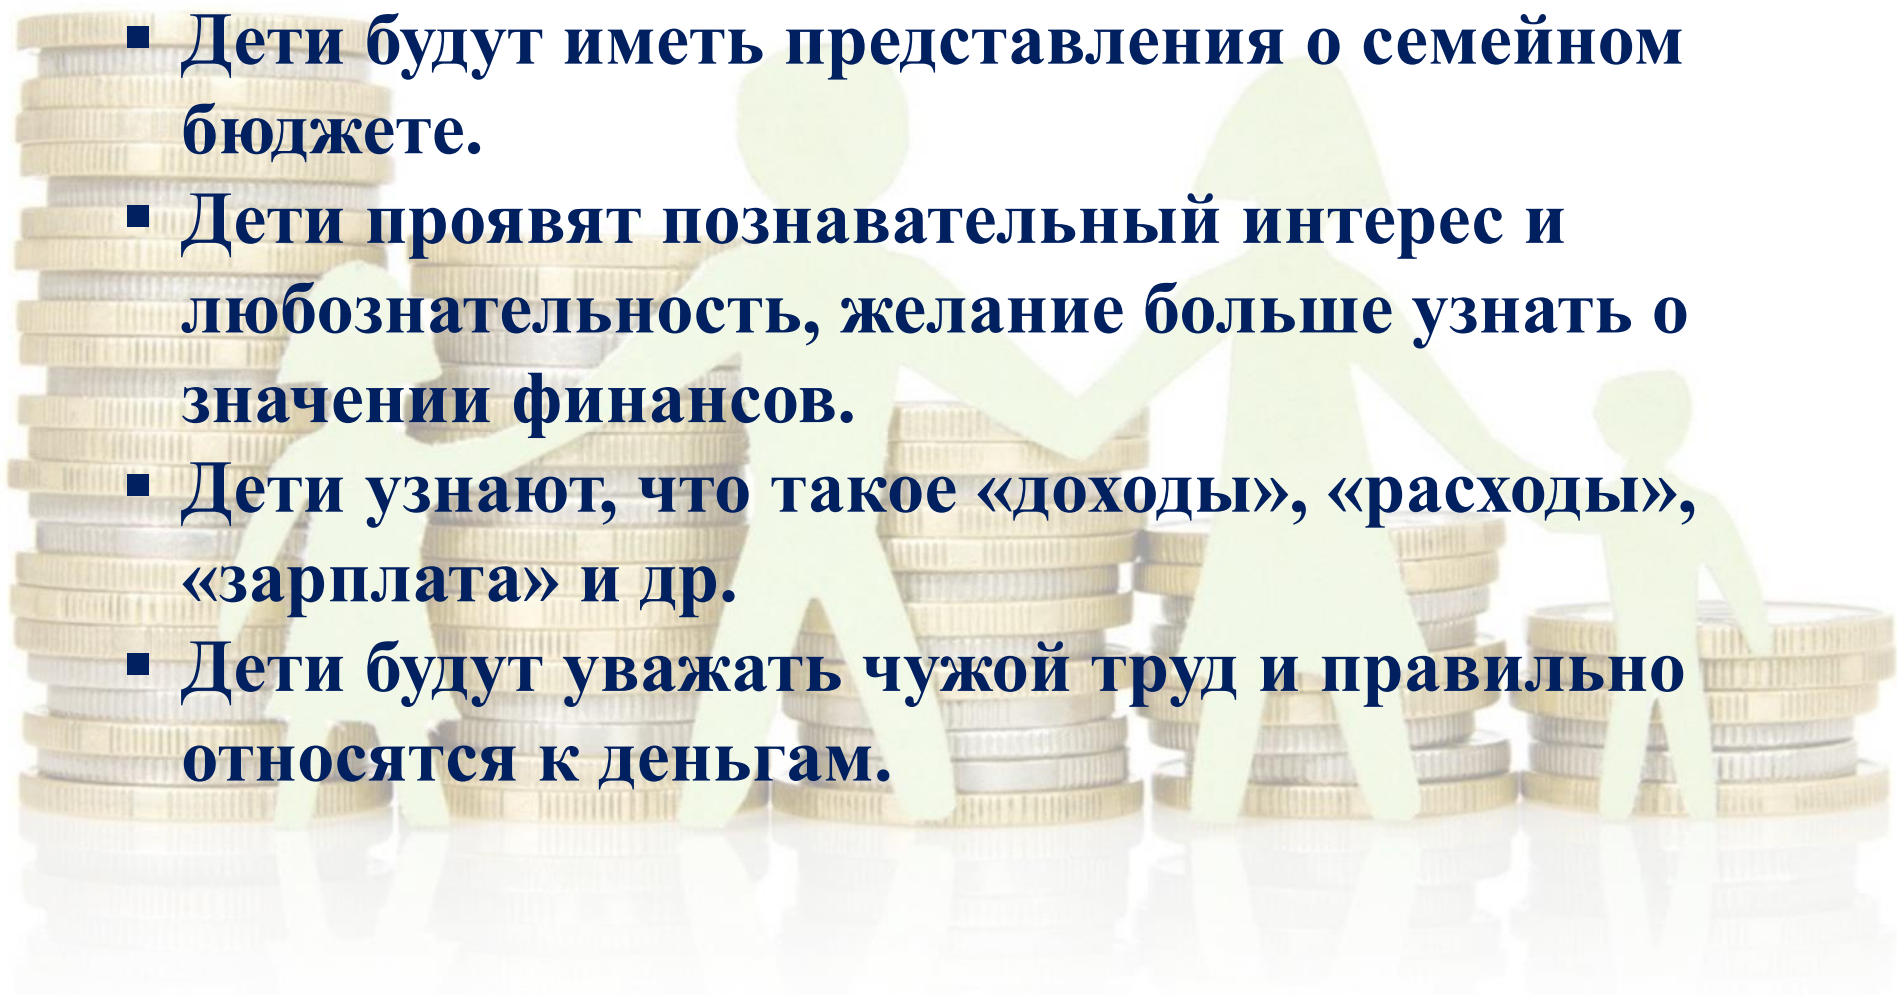 ▪ Дети будут иметь представления о семейном
бюджете.
▪ Дети проявят познавательный интерес и
любознательность, желание больше узнать о
значении финансов.
▪ Дети узнают, что такое «доходы», «расходы»,
«зарплата» и др.
▪ Дети будут уважать чужой труд и правильно
относятся к деньгам.